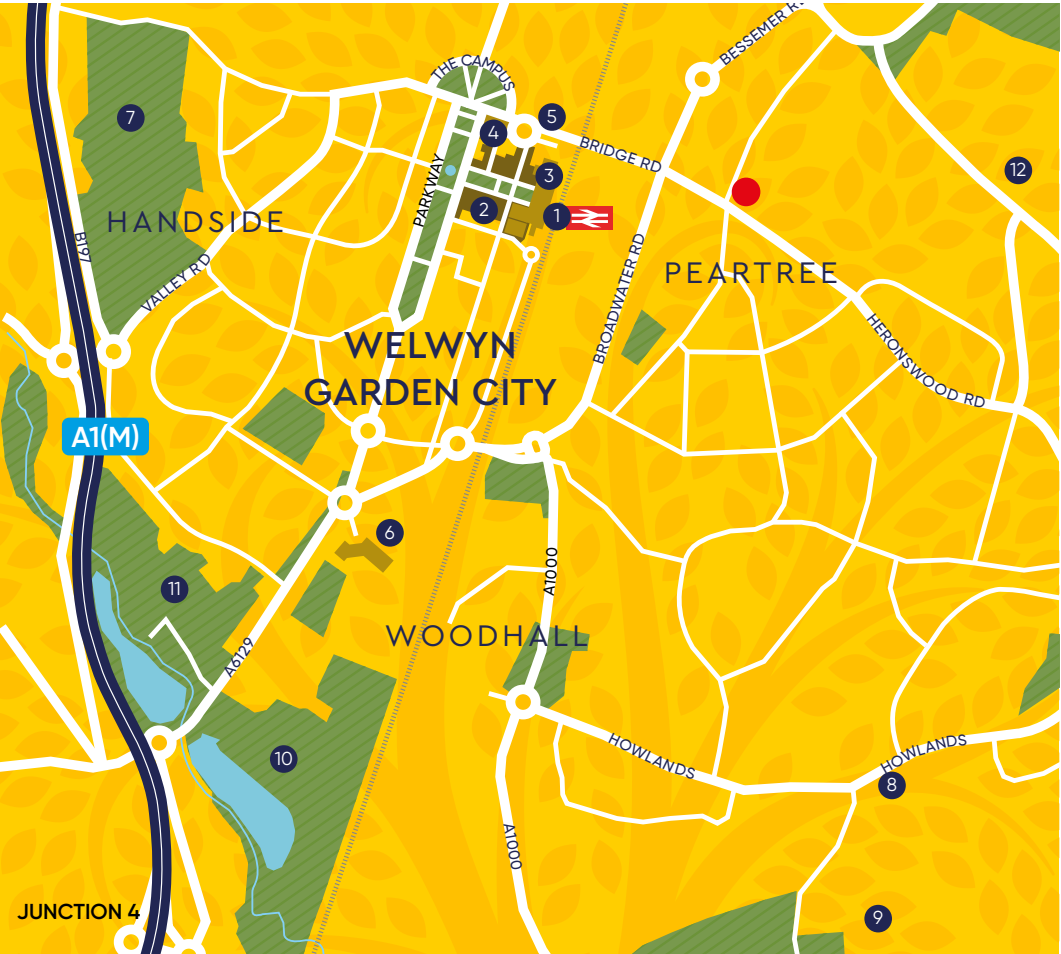 BESSEMER RD
THE CAMPUS
7
5
4
BRIDGE RD
12
3
PARKWAY
2
1
HANDSIDE
B197
VALLEY RD
PEARTREE
BROADWATER RD
WELWYN
GARDEN CITY
HERONSWOOD RD
A1(M)
6
11
A1000
WOODHALL
A6129
10
HOWLANDS
HOWLANDS
8
A1000
JUNCTION 4
9